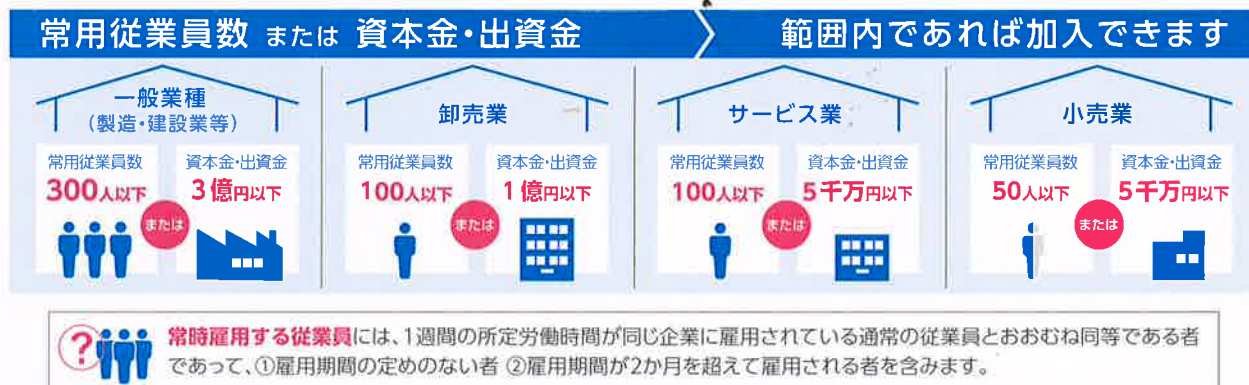 常用従業員数 または 資本金・出資金
範囲内であれば加入できます
一般業種
(製造・建設業等)
常用従業員数
300人以下
または
資本金・出資金
3億円以下
卸売業
常用従業員数
100人以下
または
資本金・出資金
1億円以下
サービス業
常用従業員数
100人以下
または
資本金・出資金
5千万円以下
小売業
常用従業員数
50人以下
または
資本金・出資金
5千万円以下
?
常時雇用する従業員には、1週間の所定労働時間が同じ企業に雇用されている通常の従業員とおおむね同等である者
であって、①雇用期間の定めのない者 ②雇用期間が2か月を超えて雇用される者を含みます。